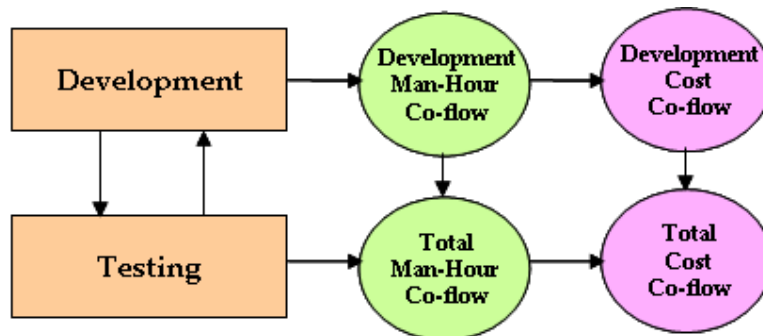 Development
Development
Man-Hour
Co-flow
Development
Cost
Co-flow
Testing
Total
Man-Hour
Co-flow
Total
Cost
Co-flow